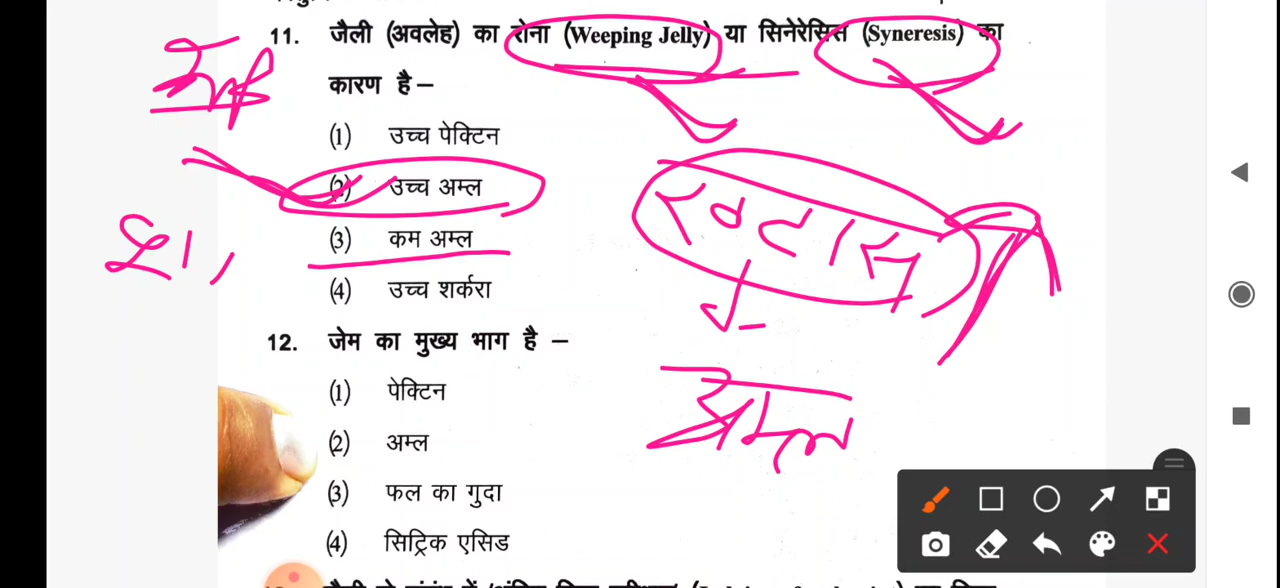 11. जैली (अवलेह) का रोना (Weeping Jelly) या सिनेरेसिस (Syneresis) का
कारण है –
(1) उच्च पेक्टिन
(2) उच्च अम्ल
(3) कम अम्ल
(4) उच्च शर्करा
12. जेम का मुख्य भाग है –
(1) पेक्टिन
(2) अम्ल
(3) फल का गुदा
(4) सिट्रिक एसिड